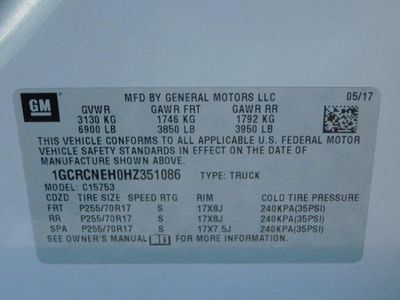 GM
MFD BY GENERAL MOTORS LLC 05/17
GVWR GAWR FRT GAWR RR
3130 KG 1746 KG 1792 KG
6900 LB 3850 LB 3950 LB
THIS VEHICLE CONFORMS TO ALL APPLICABLE U.S. FEDERAL MOTOR
VEHICLE SAFETY STANDARDS IN EFFECT ON THE DATE OF
MANUFACTURE SHOWN ABOVE.
1GCRCNEH0HZ351086 TYPE: TRUCK
MODEL: C15753
CDZD TIRE SIZE SPEED RTG RIM COLD TIRE PRESSURE
FRT P255/70R17 S 17X8J 240KPA(35PSI)
RR P255/70R17 S 17X8J 240KPA(35PSI)
SPA P255/70R17 S 17X7.5J 240KPA(35PSI)
SEE OWNER'S MANUAL FOR MORE INFORMATION.